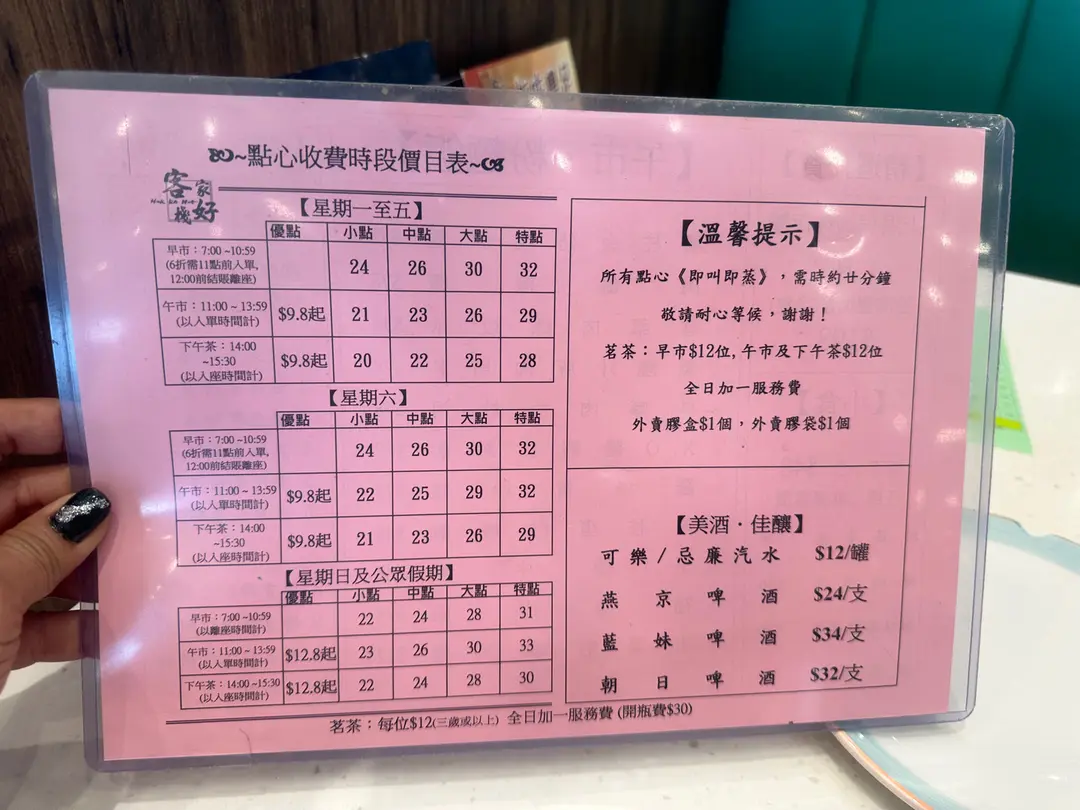 ~點心收費時段價目表~
客家好棧
【星期一至五】
優點 小點 中點 大點 特點
早市：7:00 ~10:59 (6折需11點前入單, 12:00前結賬離座) 24 26 30 32
午市：11:00 ~ 13:59 (以入單時間計) $9.8起 21 23 26 29
下午茶：14:00 ~15:30 (以入座時間計) $9.8起 20 22 25 28
【星期六】
優點 小點 中點 大點 特點
早市：7:00 ~10:59 (6折需11點前入單, 12:00前結賬離座) 24 26 30 32
午市：11:00 ~ 13:59 (以入單時間計) $9.8起 22 25 29 32
下午茶：14:00 ~15:30 (以入座時間計) $9.8起 21 23 26 29
【星期日及公眾假期】
優點 小點 中點 大點 特點
早市：7:00 ~10:59 (以離座時間計) 22 24 28 31
午市：11:00 ~ 13:59 (以入單時間計) $12.8起 23 26 30 33
下午茶：14:00 ~15:30 (以入座時間計) $12.8起 22 24 28 30
茗茶：每位$12(三歲或以上) 全日加一服務費 (開瓶費$30)
【溫馨提示】
所有點心《即叫即蒸》，需時約廿分鐘
敬請耐心等候，謝謝！
茗茶：早市$12位, 午市及下午茶$12位
全日加一服務費
外賣膠盒$1個，外賣膠袋$1個
【美酒．佳釀】
可樂/忌廉汽水 $12/罐
燕京啤酒 $24/支
藍妹啤酒 $34/支
朝日啤酒 $32/支